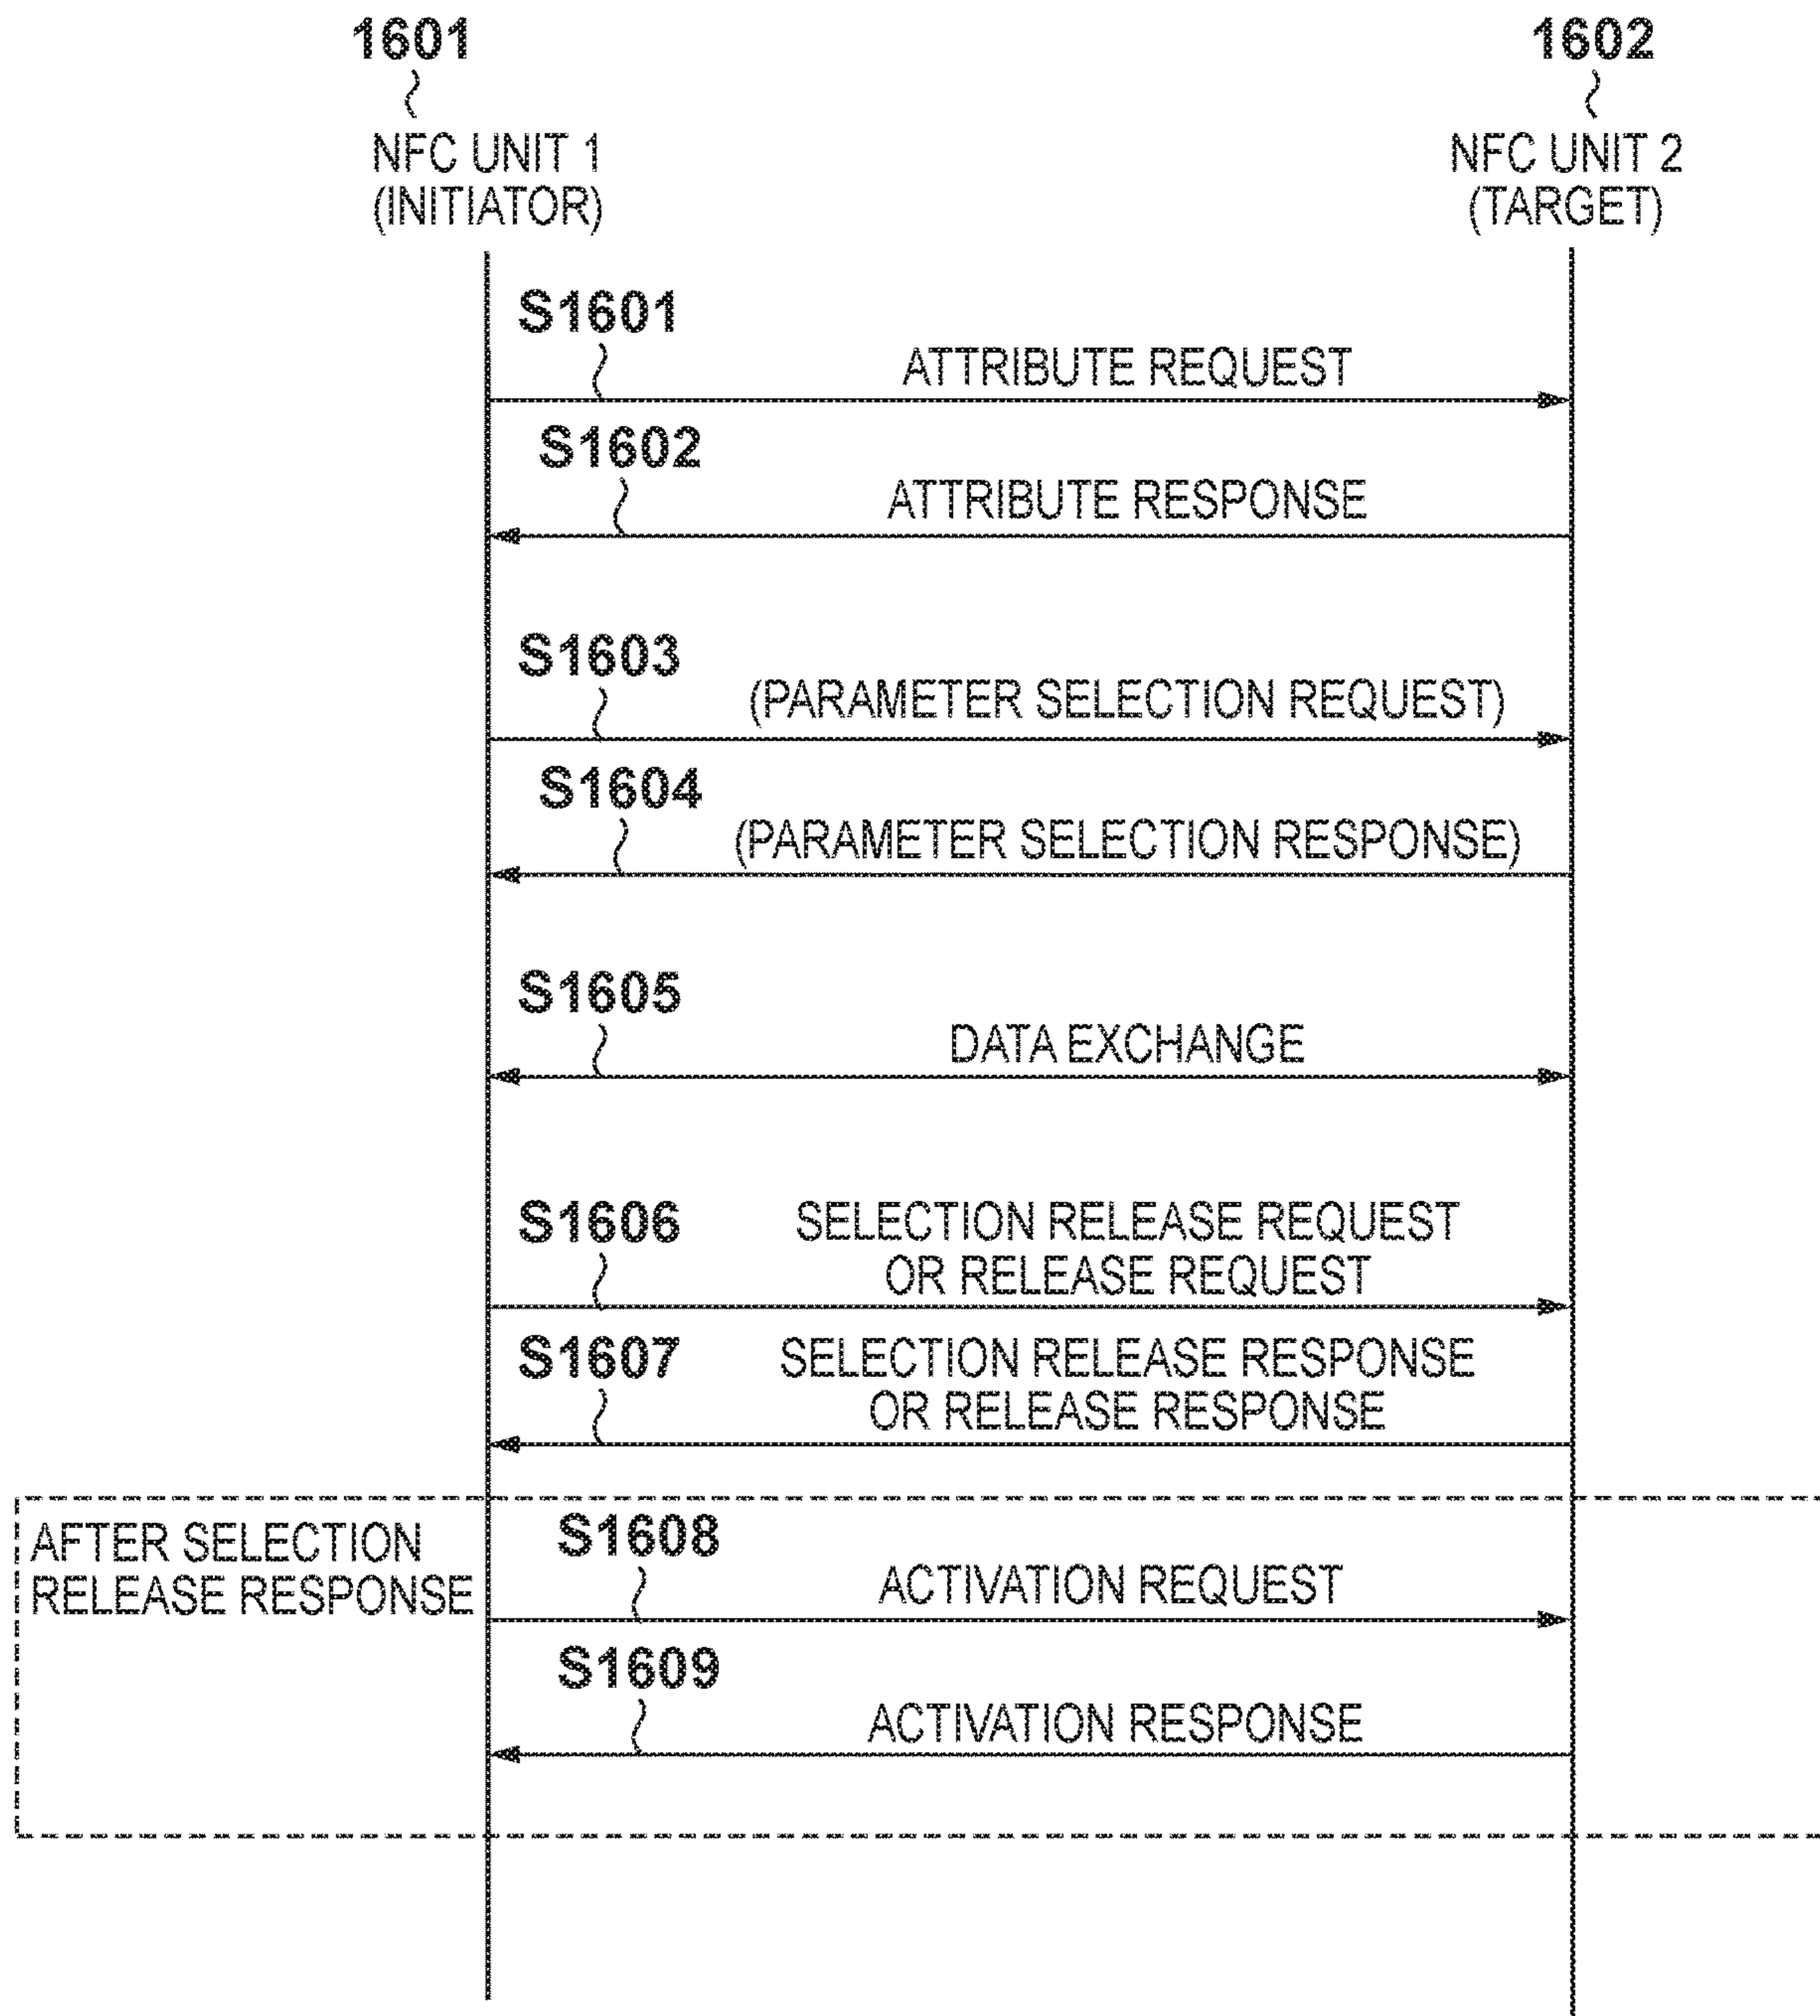 1601
1602
NFC UNIT 1
(INITIATOR)
NFC UNIT 2
(TARGET)
S1601
ATTRIBUTE REQUEST
S1602
ATTRIBUTE RESPONSE
S1603
(PARAMETER SELECTION REQUEST)
S1604
(PARAMETER SELECTION RESPONSE)
S1605
DATA EXCHANGE
S1606
SELECTION RELEASE REQUEST
OR RELEASE REQUEST
S1607
SELECTION RELEASE RESPONSE
OR RELEASE RESPONSE
AFTER SELECTION
RELEASE RESPONSE
S1608
ACTIVATION REQUEST
S1609
ACTIVATION RESPONSE